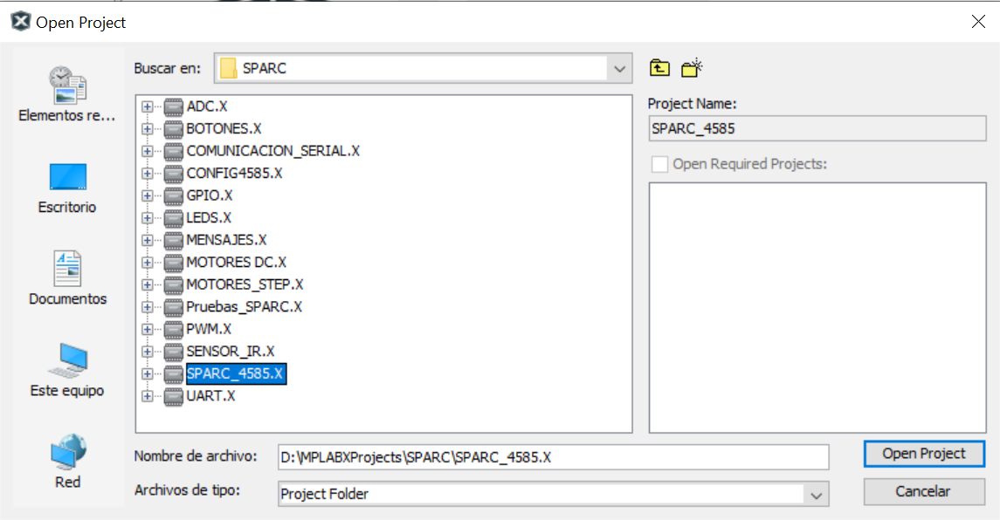 Open Project
Buscar en:
SPARC
Elementos re...
Escritorio
Documentos
Este equipo
Red
ADC.X
BOTONES.X
COMUNICACION_SERIAL.X
CONFIG4585.X
GPIO.X
LEDS.X
MENSAJES.X
MOTORES DC.X
MOTORES_STEP.X
Pruebas_SPARC.X
PWM.X
SENSOR_IR.X
SPARC_4585.X
UART.X
Project Name:
SPARC_4585
Open Required Projects:
Nombre de archivo:
D:\MPLABXProjects\SPARC\SPARC_4585.X
Open Project
Archivos de tipo:
Project Folder
Cancelar